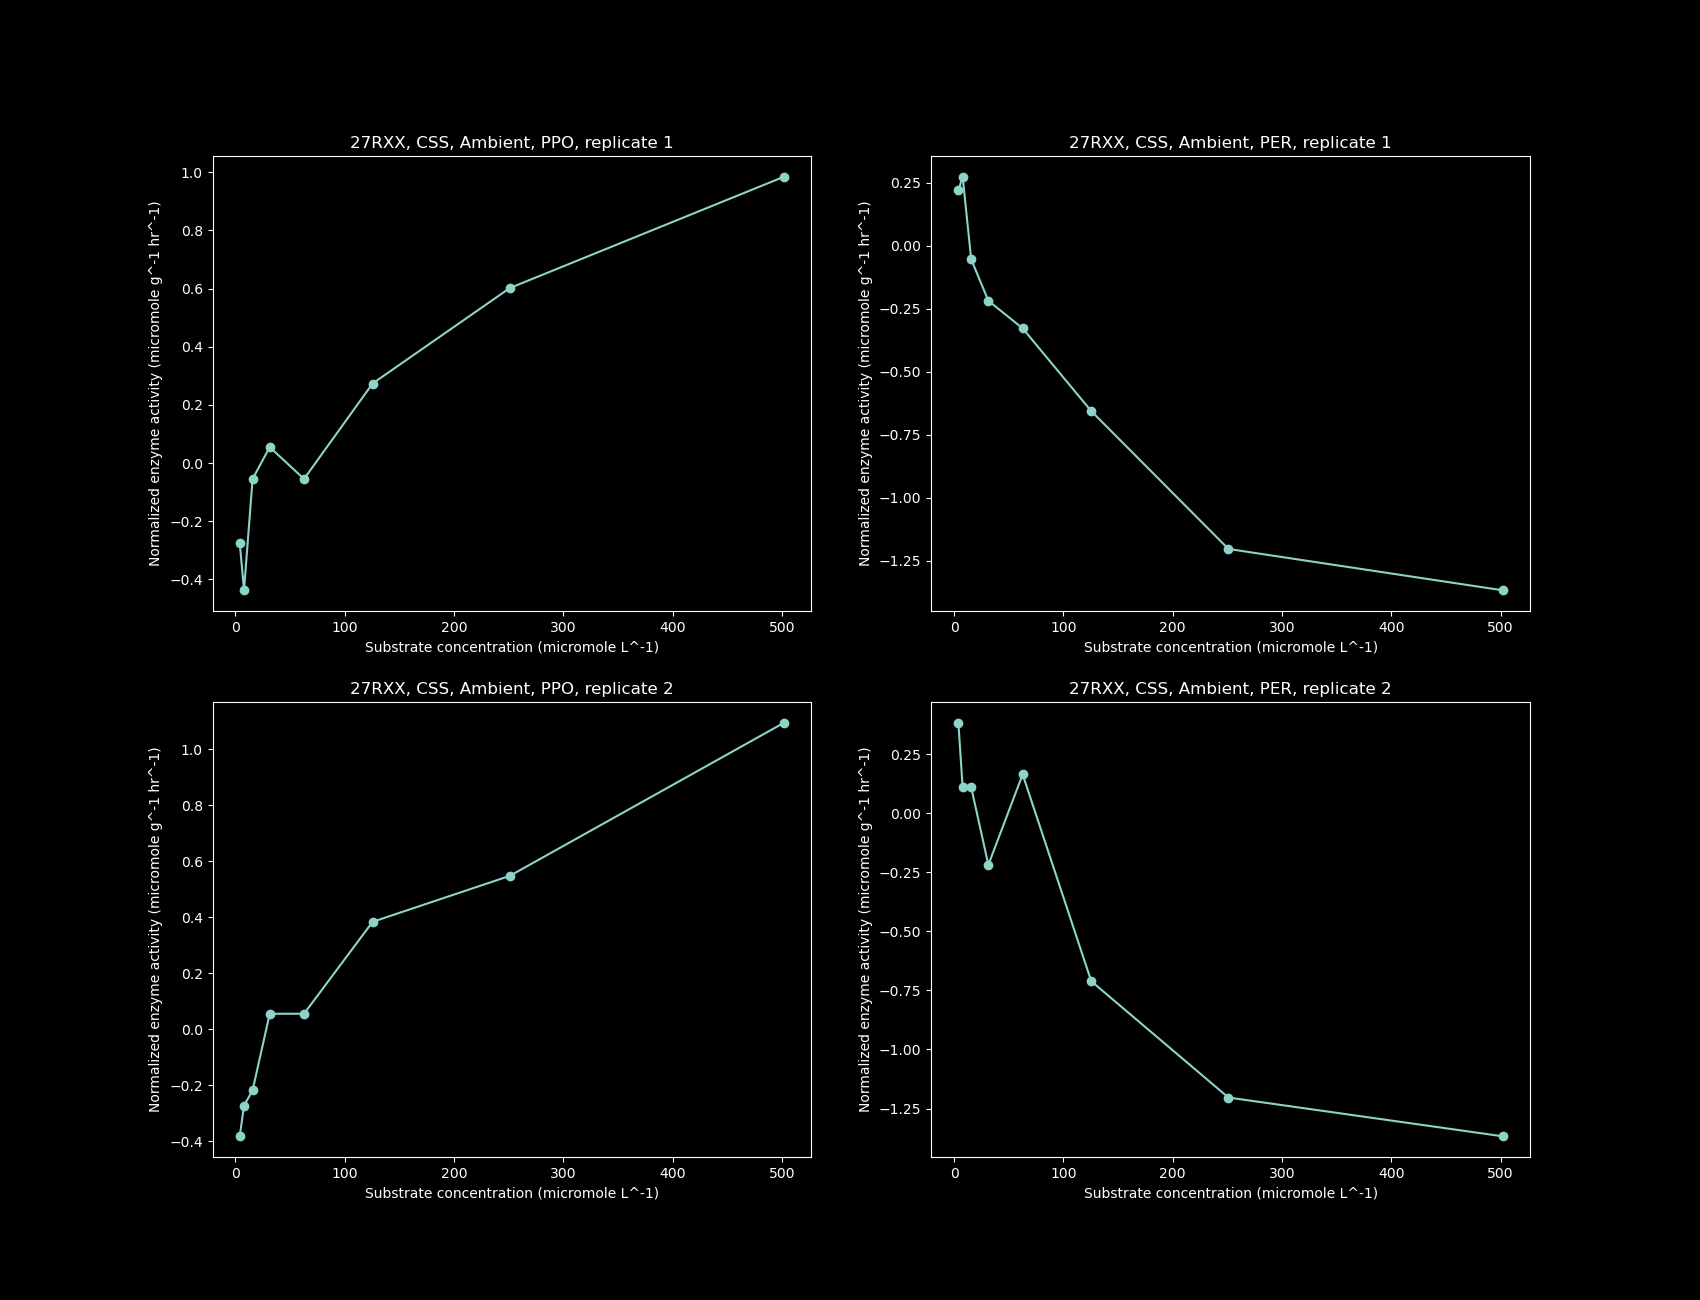 27RXX, CSS, Ambient, PPO, replicate 1
Normalized enzyme activity (micromole g^-1 hr^-1)
1.0
0.8
0.6
0.4
0.2
0.0
−0.2
−0.4
0 100 200 300 400 500
Substrate concentration (micromole L^-1)
27RXX, CSS, Ambient, PER, replicate 1
Normalized enzyme activity (micromole g^-1 hr^-1)
0.25
0.00
−0.25
−0.50
−0.75
−1.00
−1.25
0 100 200 300 400 500
Substrate concentration (micromole L^-1)
27RXX, CSS, Ambient, PPO, replicate 2
Normalized enzyme activity (micromole g^-1 hr^-1)
1.0
0.8
0.6
0.4
0.2
0.0
−0.2
−0.4
0 100 200 300 400 500
Substrate concentration (micromole L^-1)
27RXX, CSS, Ambient, PER, replicate 2
Normalized enzyme activity (micromole g^-1 hr^-1)
0.25
0.00
−0.25
−0.50
−0.75
−1.00
−1.25
0 100 200 300 400 500
Substrate concentration (micromole L^-1)